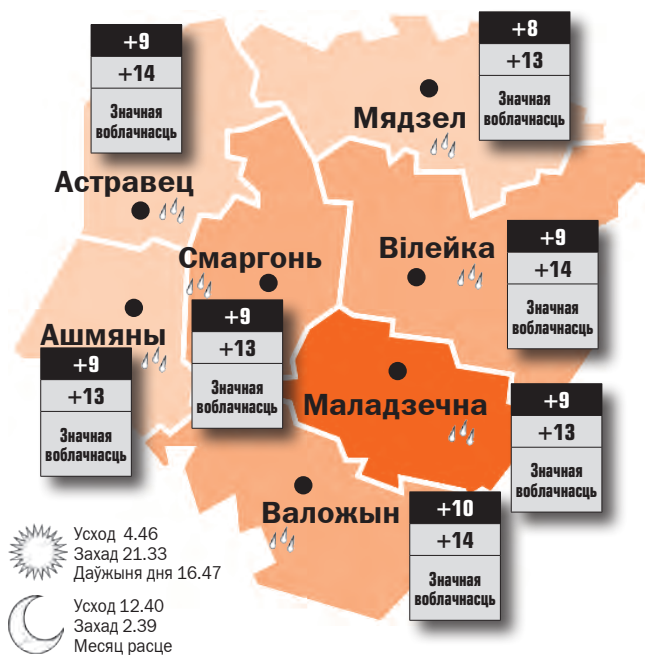 +9
+14
Значная
воблачнасць
Астравец
+8
+13
Значная
воблачнасць
Мядзел
Смаргонь
+9
+13
Значная
воблачнасць
Вілейка
+9
+14
Значная
воблачнасць
Ашмяны
+9
+13
Значная
воблачнасць
Маладзечна
+9
+13
Значная
воблачнасць
Валожын
+10
+14
Значная
воблачнасць
Усход 4.46
Захад 21.33
Даўжыня дня 16.47
Усход 12.40
Захад 2.39
Месяц расце